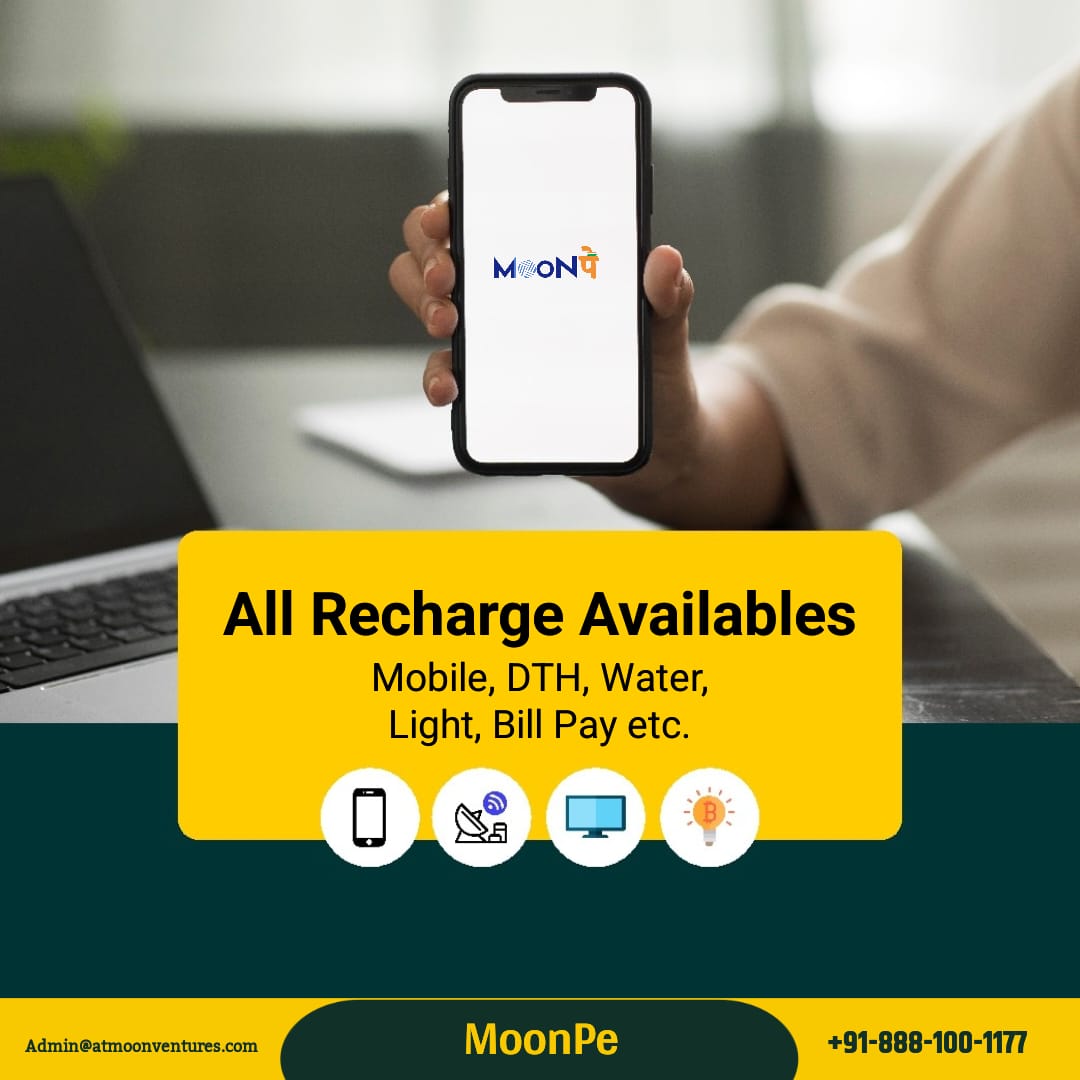 MOONपे
All Recharge Availables
Mobile, DTH, Water,
Light, Bill Pay etc.
Admin@atmoonventures.com
MoonPe
+91-888-100-1177